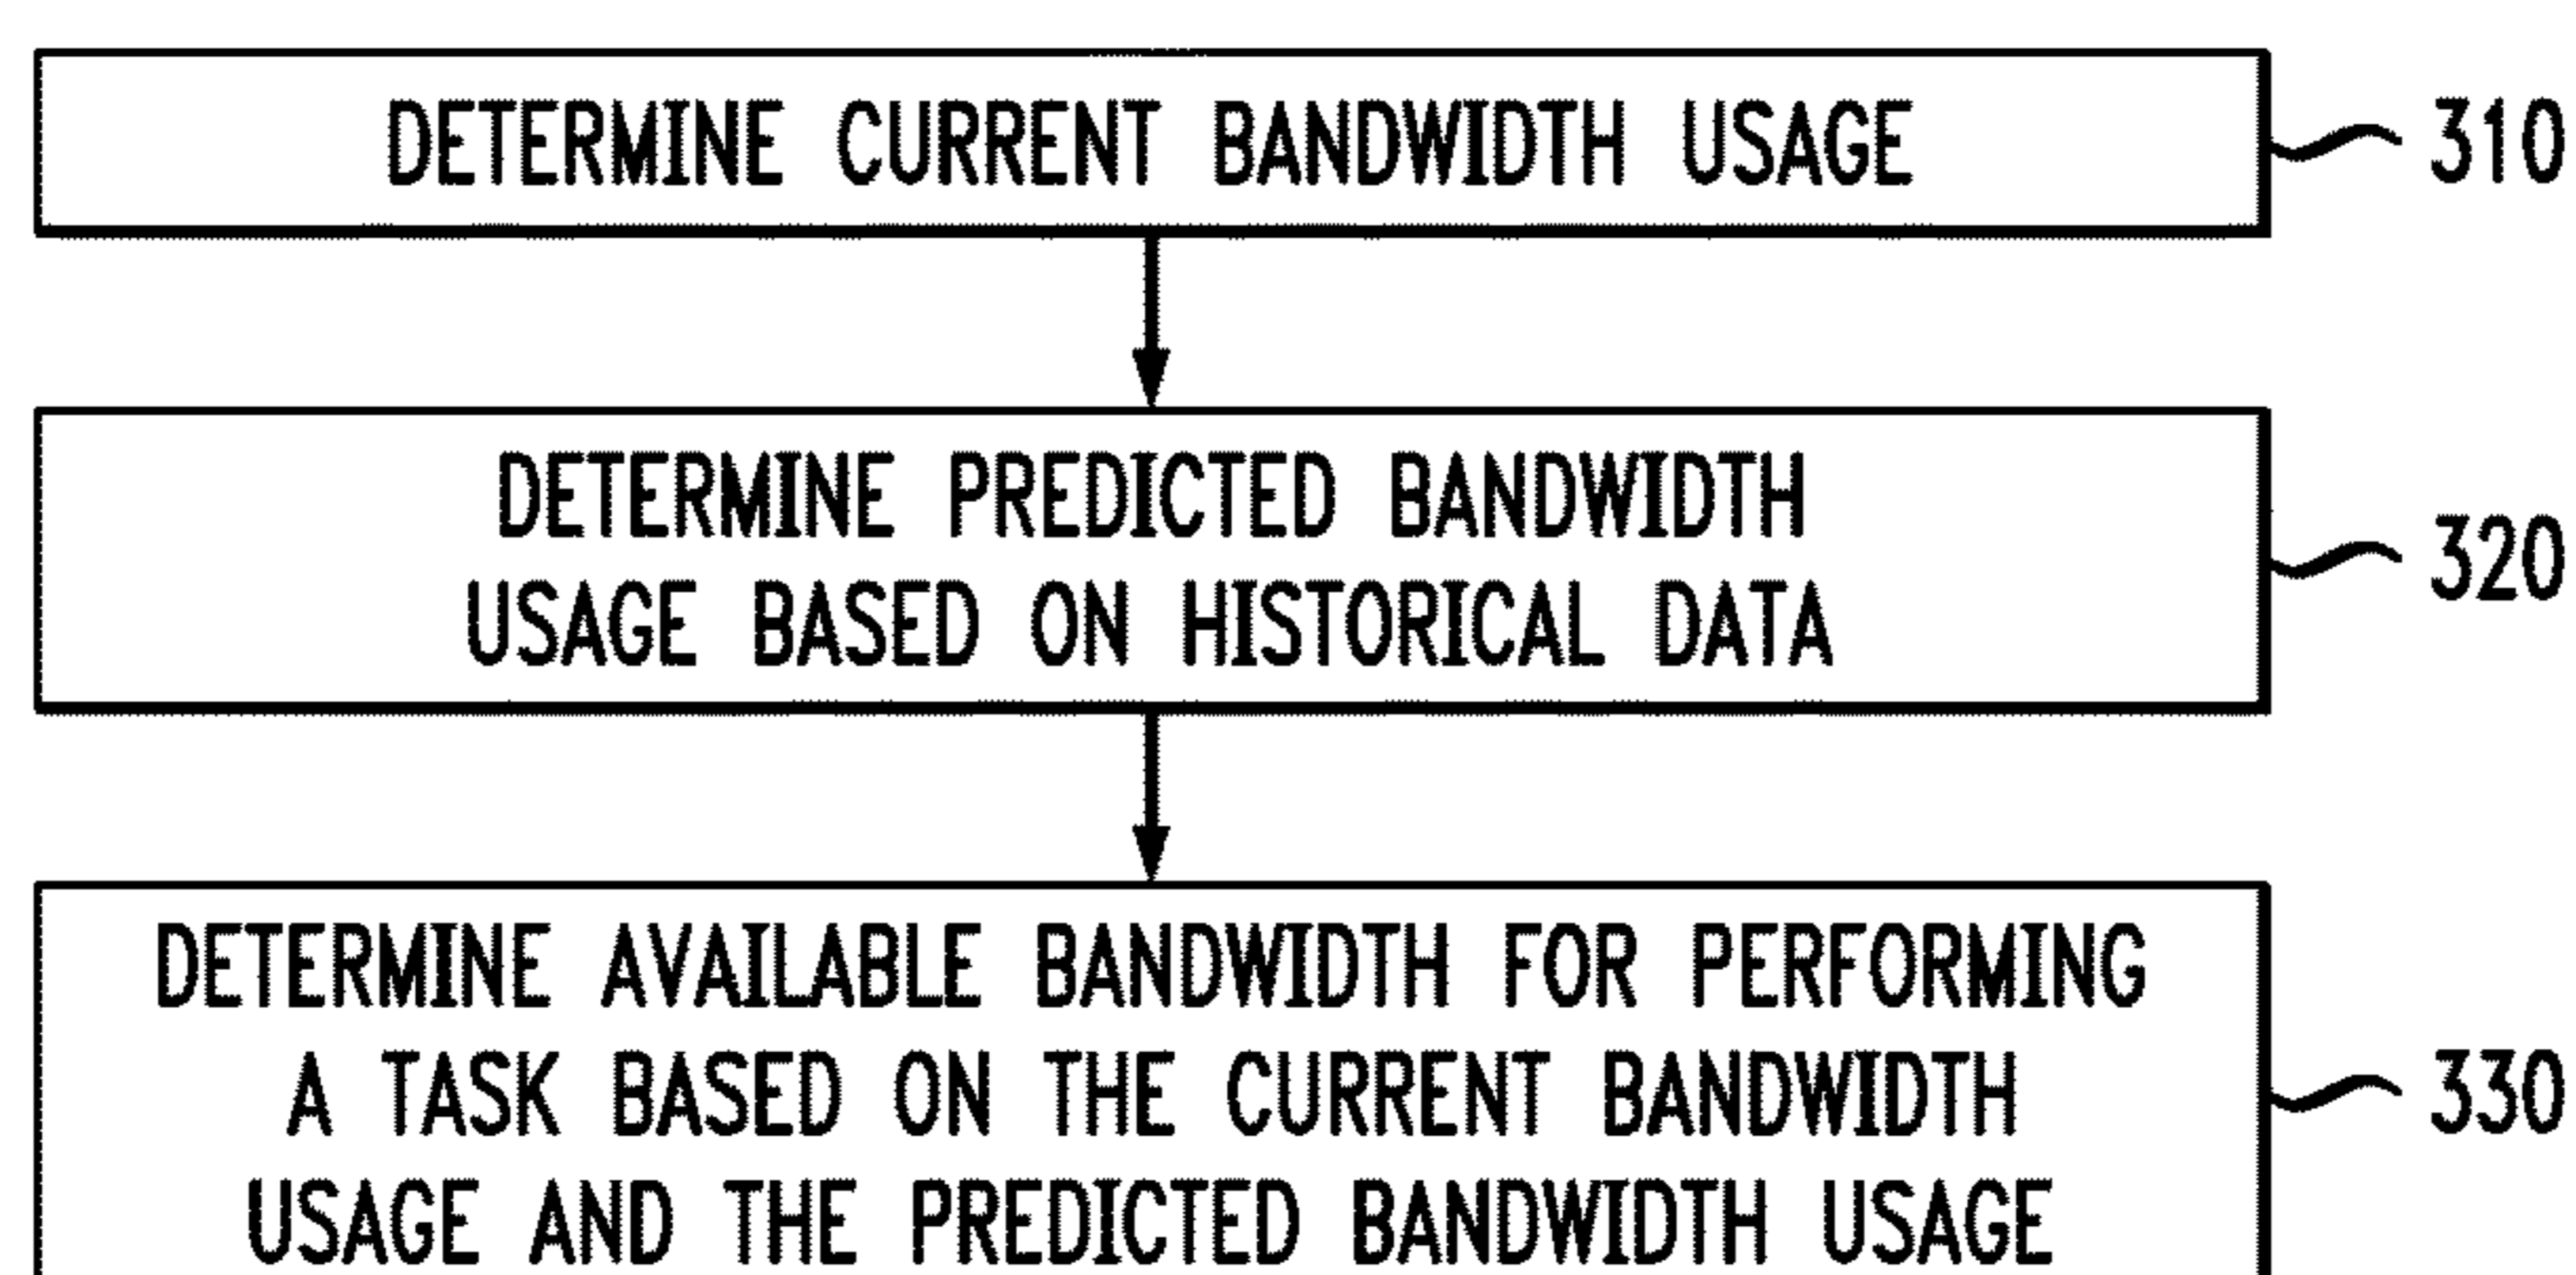 DETERMINE CURRENT BANDWIDTH USAGE
310
DETERMINE PREDICTED BANDWIDTH
USAGE BASED ON HISTORICAL DATA
320
DETERMINE AVAILABLE BANDWIDTH FOR PERFORMING
A TASK BASED ON THE CURRENT BANDWIDTH
USAGE AND THE PREDICTED BANDWIDTH USAGE
330